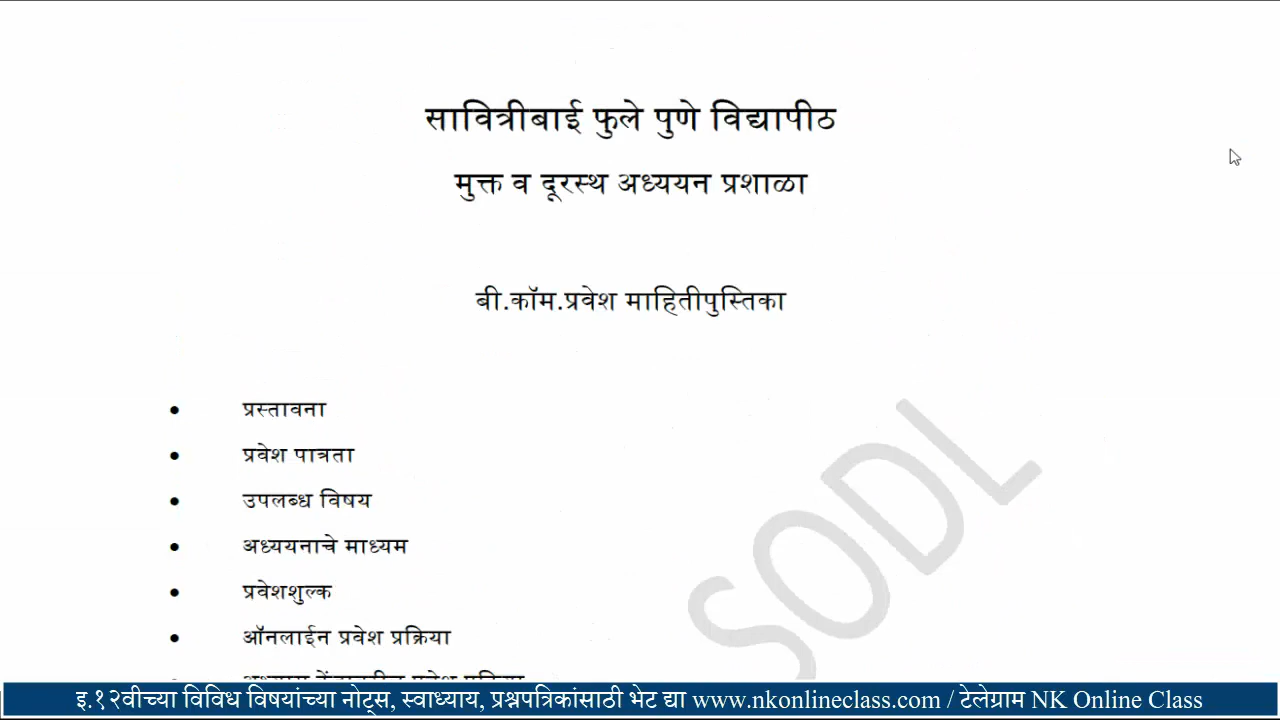 सावित्रीबाई फुले पुणे विद्यापीठ
मुक्त व दूरस्थ अध्ययन प्रशाळा
बी.कॉम.प्रवेश माहितीपुस्तिका
• प्रस्तावना
• प्रवेश पात्रता
• उपलब्ध विषय
• अध्ययनाचे माध्यम
• प्रवेशशुल्क
• ऑनलाईन प्रवेश प्रक्रिया
SODL
इ.१२वीच्या विविध विषयांच्या नोट्स, स्वाध्याय, प्रश्नपत्रिकांसाठी भेट द्या www.nkonlineclass.com / टेलेग्राम NK Online Class